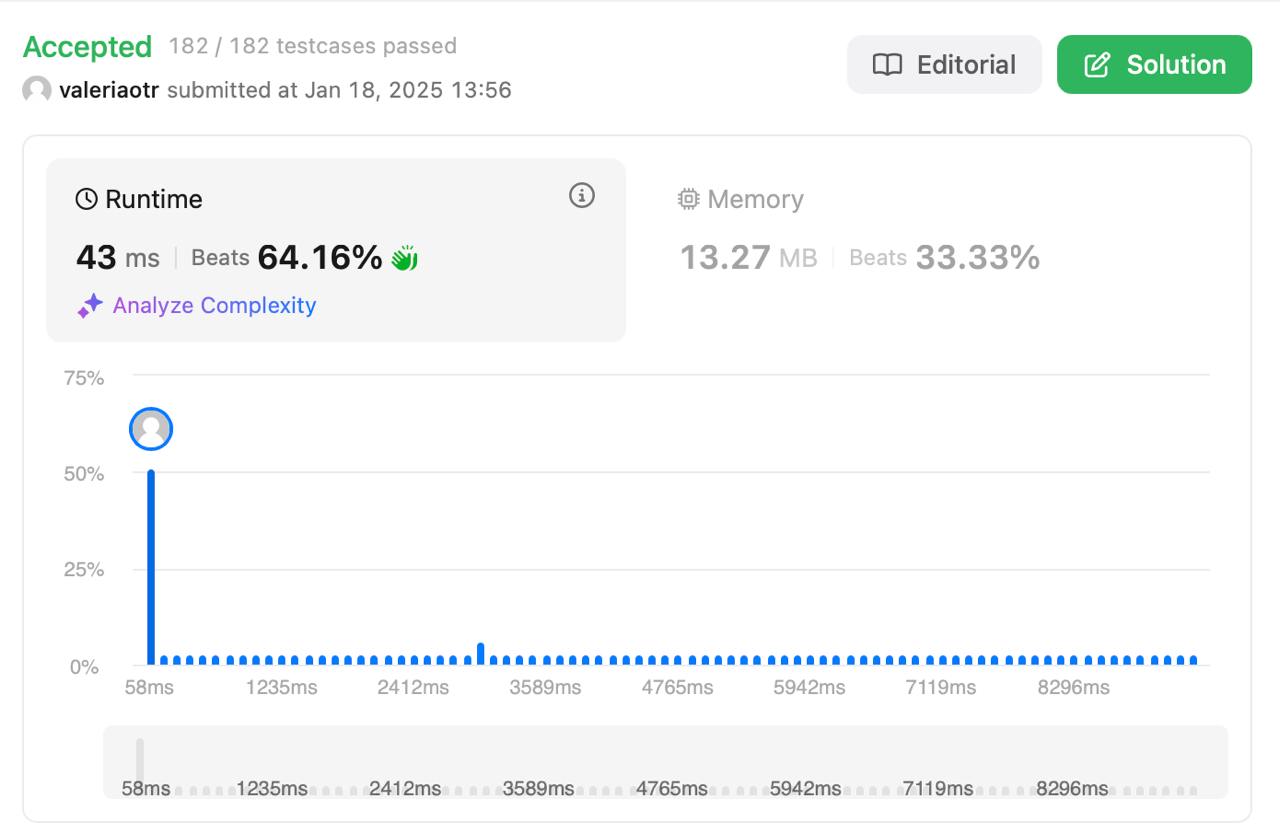 Accepted 182 / 182 testcases passed
Editorial
Solution
valeriaotr submitted at Jan 18, 2025 13:56
Runtime
43 ms | Beats 64.16%
Analyze Complexity
Memory
13.27 MB | Beats 33.33%
75%
50%
25%
0%
58ms 1235ms 2412ms 3589ms 4765ms 5942ms 7119ms 8296ms
58ms 1235ms 2412ms 3589ms 4765ms 5942ms 7119ms 8296ms